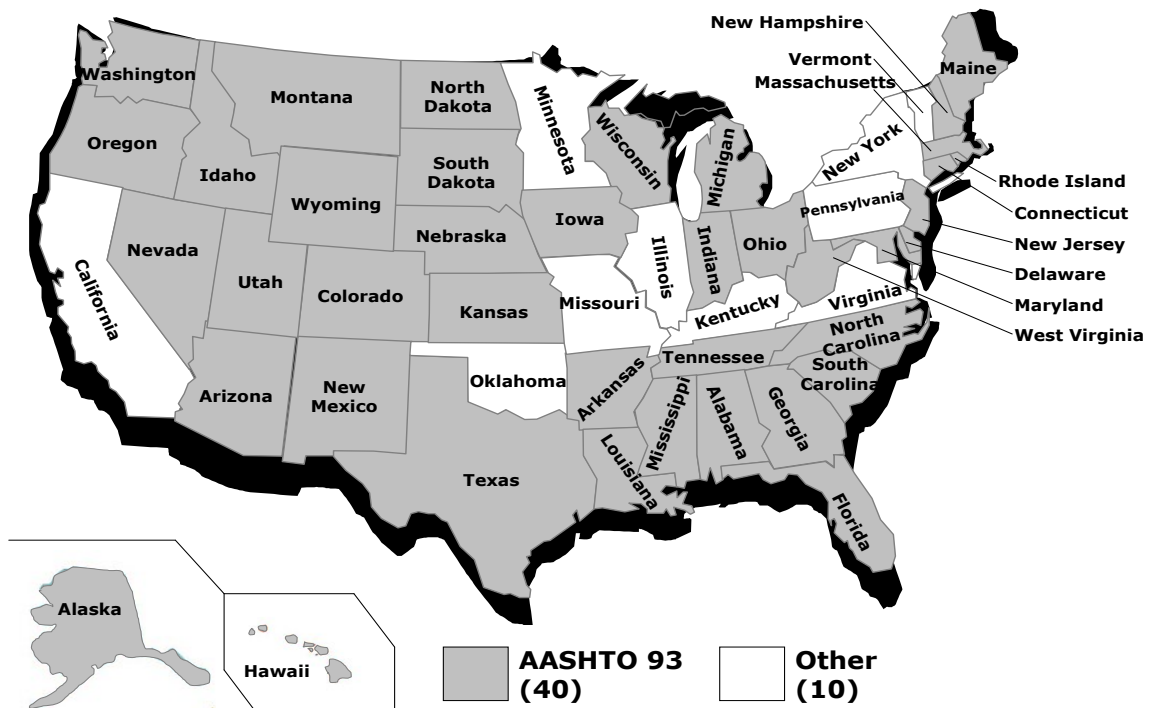 New Hampshire
Vermont
Massachusetts
Maine
Washington
Montana
North
Dakota
Minnesota
Oregon
Idaho
South
Dakota
Wisconsin
Michigan
New York
Wyoming
Rhode Island
Connecticut
Pennsylvania
Iowa
Nebraska
Nevada
Utah
Colorado
Illinois
Indiana
Ohio
New Jersey
Delaware
Maryland
West Virginia
California
Kansas
Missouri
Kentucky
Virginia
North
Carolina
Tennessee
South
Carolina
Arizona
New
Mexico
Oklahoma
Arkansas
Mississippi
Alabama
Georgia
Texas
Louisiana
Florida
Alaska
Hawaii
AASHTO 93
(40)
Other
(10)